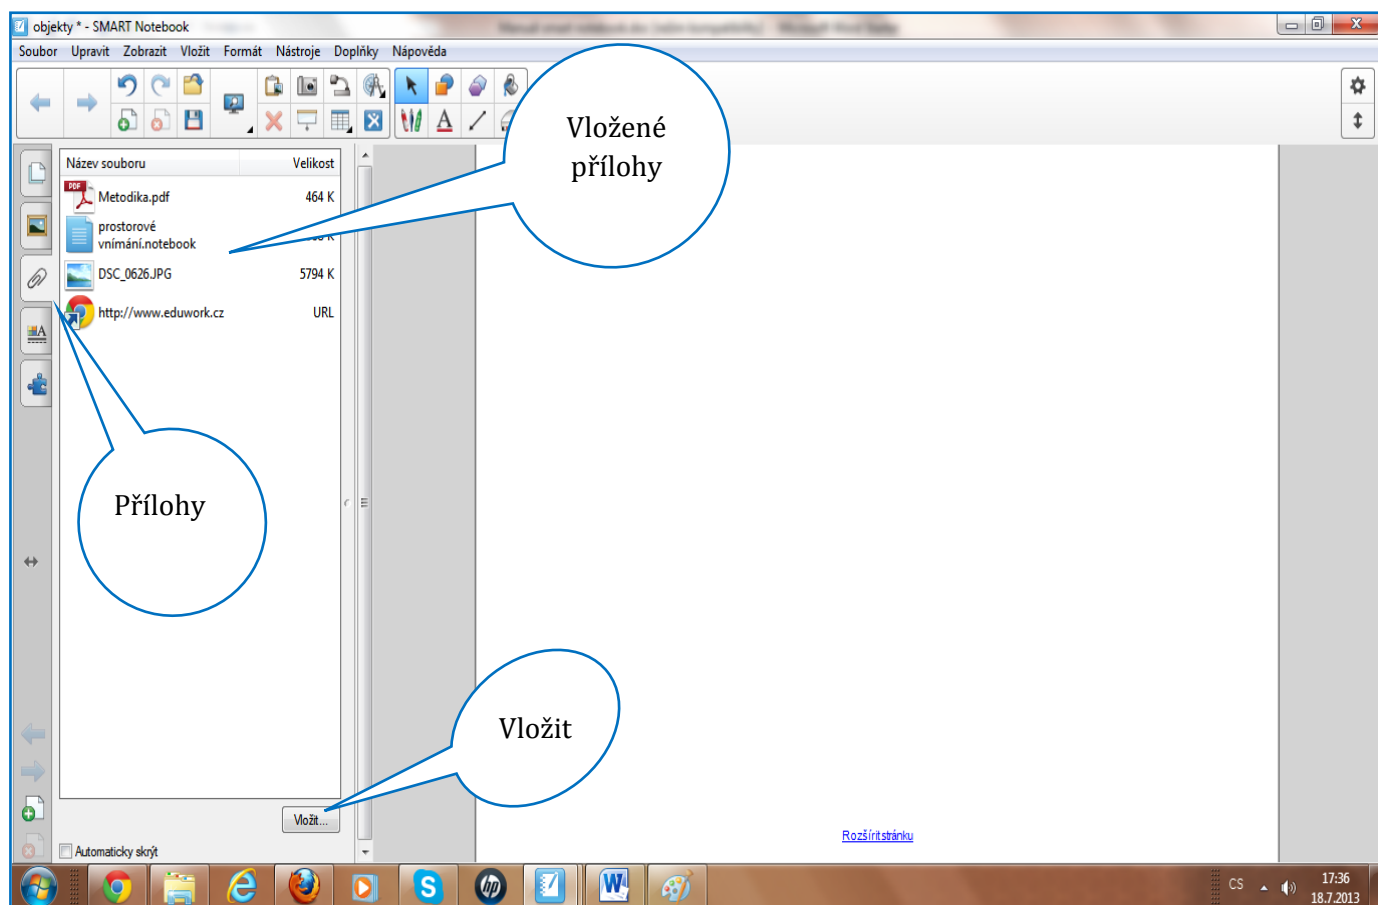 objekty * - SMART Notebook
Soubor Upravit Zobrazit Vložit Formát Nástroje Doplňky Nápověda
Vložené
přílohy
Název souboru Velikost
PDF
Metodika.pdf 464 K
prostorové
vnímání.notebook K
DSC_0626.JPG 5794 K
http://www.eduwork.cz URL
Přílohy
Vložit
Vložit...
Rozšířit stránku
Automaticky skrýt
CS 17:36
18.7.2013